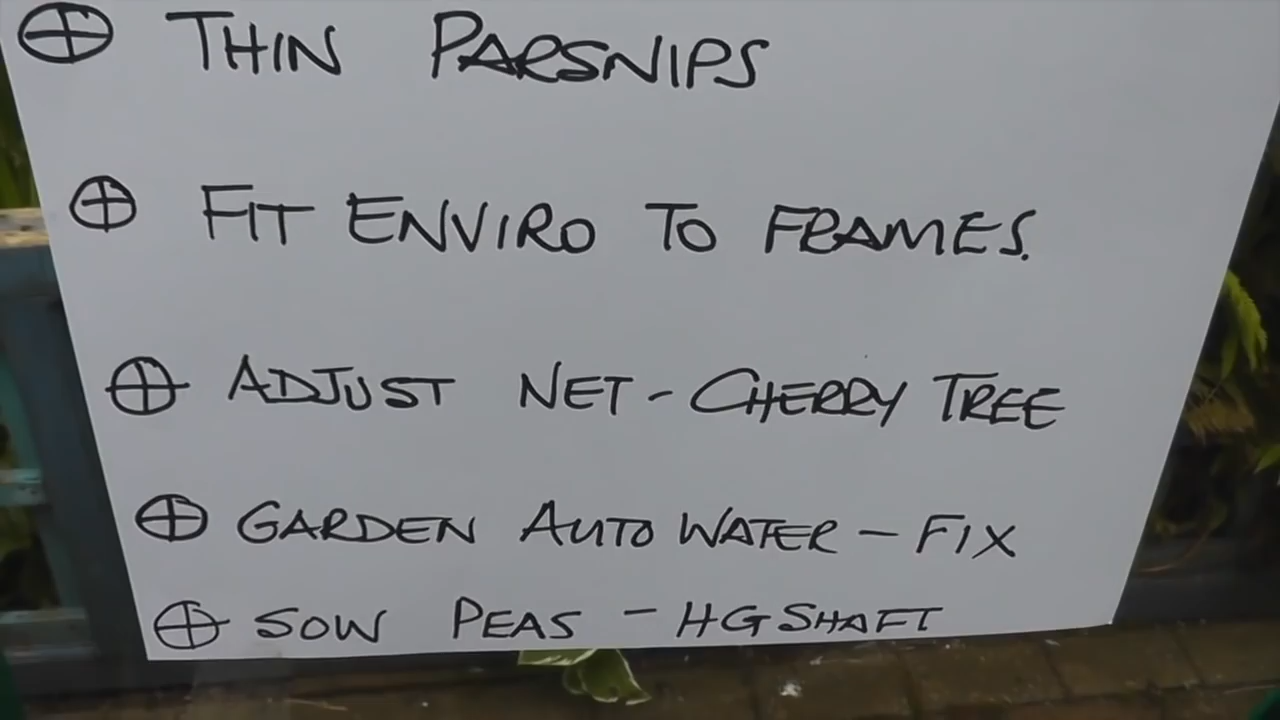 THIN PARSNIPS
FIT ENVIRO TO FRAMES.
ADJUST NET - CHERRY TREE
GARDEN AUTO WATER - FIX
SOW PEAS - HG SHAFT